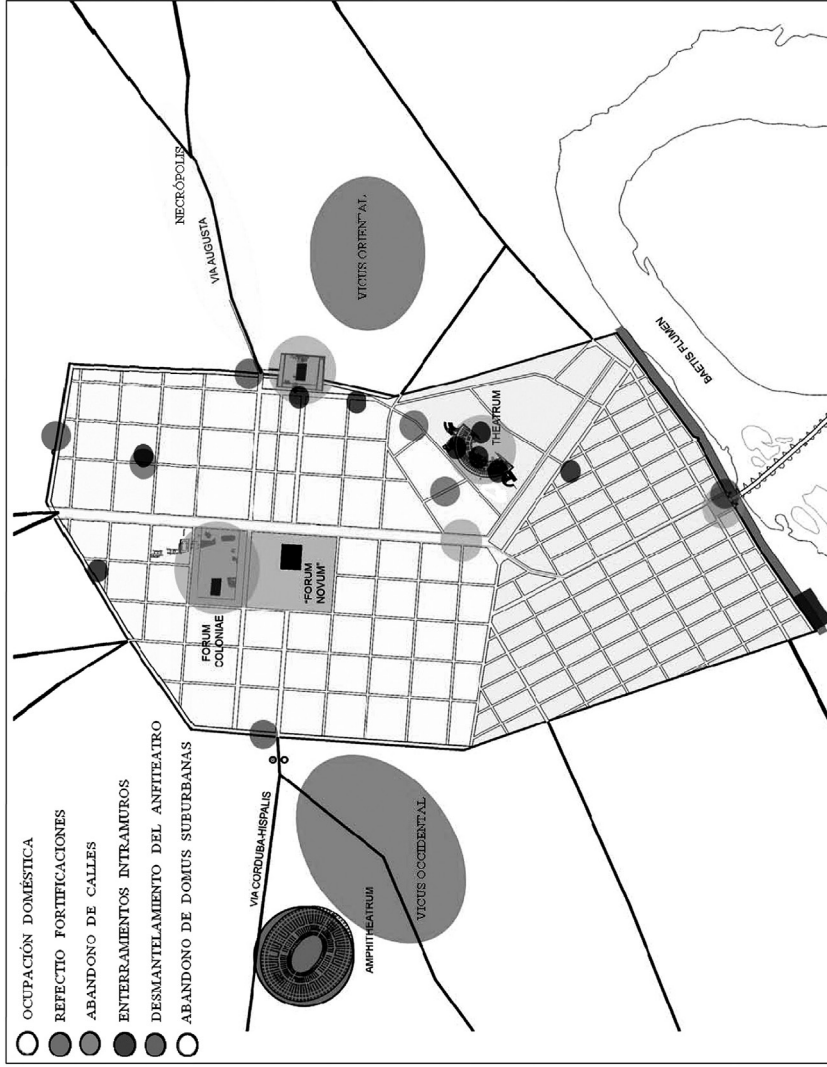 OCUPACIÓN DOMÉSTICA
REFECTIO FORTIFICACIONES
ABANDONO DE CALLES
ENTERRAMIENTOS INTRAMUROS
DESMANTELAMIENTO DEL ANFITEATRO
ABANDONO DE DOMUS SUBURBANAS
VIA CORDUBA-HISPALIS
AMPHITHEATRUM
VICUS OCCIDENTAL
FORUM
COLONIAE
"FORUM
NOVUM"
THEATRUM
BAETIS FLUMEN
VICUS ORIENTAL
VIA AUGUSTA
NECRÓPOLIS